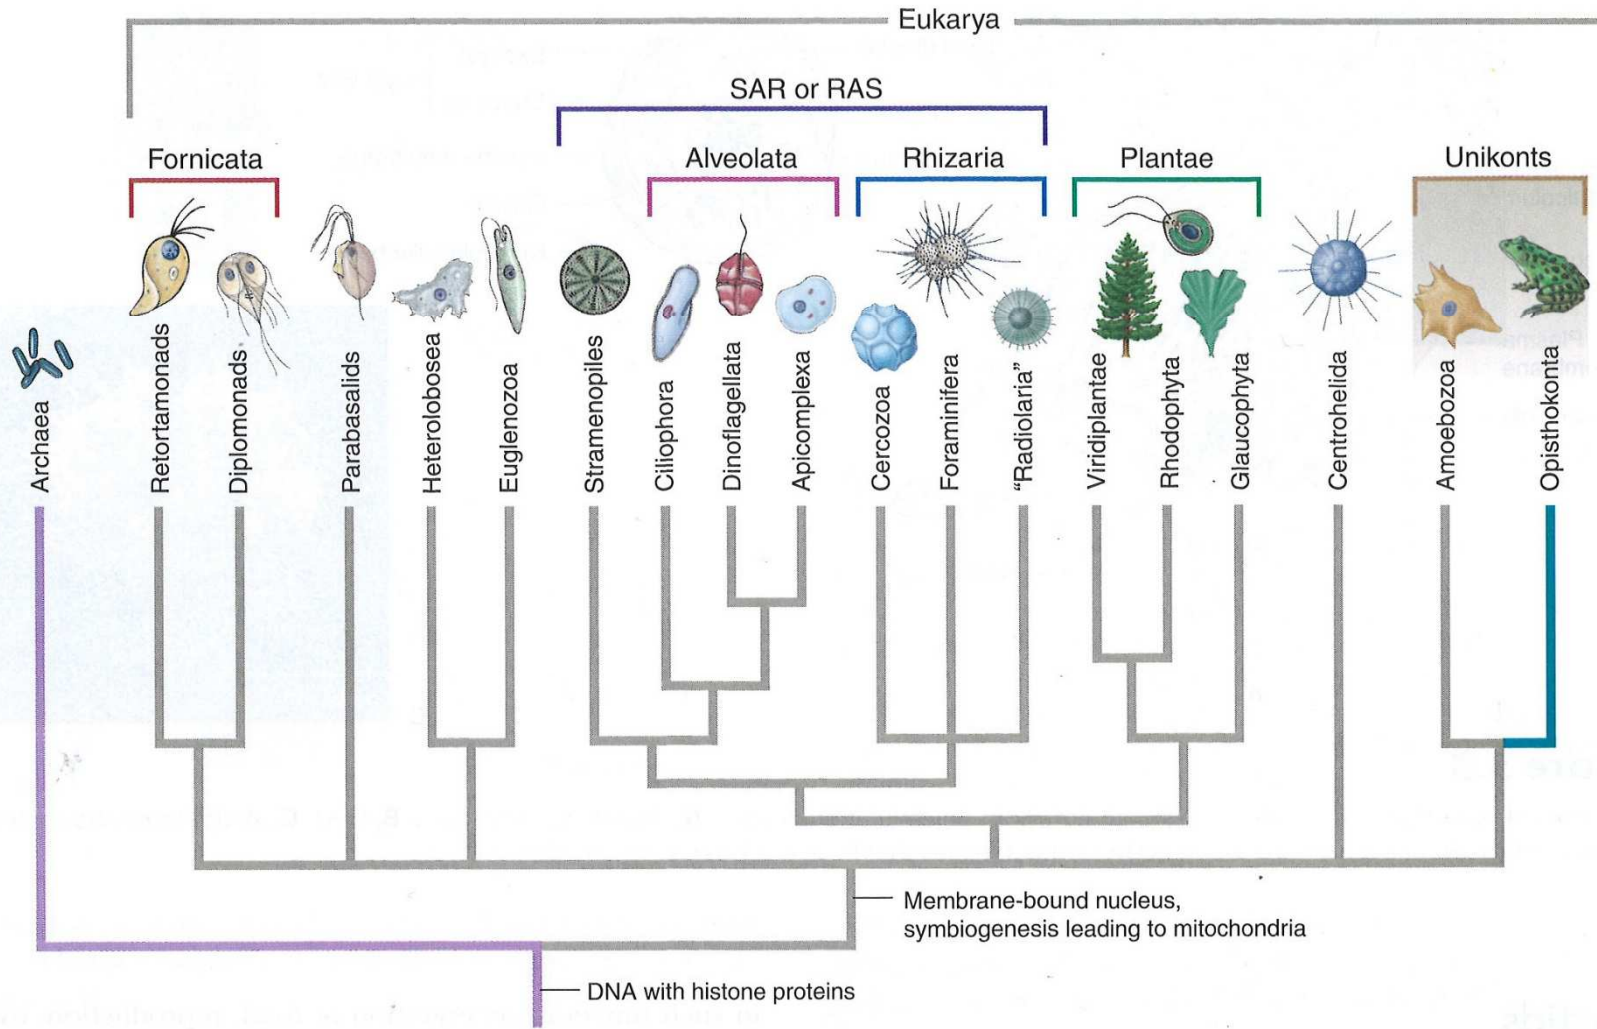 Eukarya
SAR or RAS
Fornicata
Alveolata
Rhizaria
Plantae
Unikonts
Archaea
Retortamonads
Diplomonads
Parabasalids
Heterolobosea
Euglenozoa
Stramenopiles
Ciliophora
Dinoflagellata
Apicomplexa
Cercozoa
Foraminifera
“Radiolaria”
Viridiplantae
Rhodophyta
Glaucophyta
Centrohelida
Amoebozoa
Opisthokonta
Membrane-bound nucleus,
symbiogenesis leading to mitochondria
DNA with histone proteins